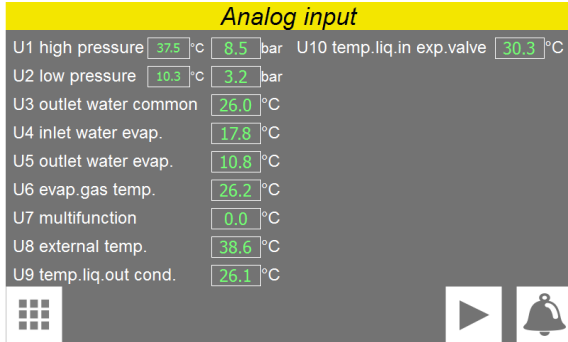 Analog input
U1 high pressure 37.5 °C 8.5 bar U10 temp.liq.in exp.valve 30.3 °C
U2 low pressure 10.3 °C 3.2 bar
U3 outlet water common 26.0 °C
U4 inlet water evap. 17.8 °C
U5 outlet water evap. 10.8 °C
U6 evap.gas temp. 26.2 °C
U7 multifunction 0.0 °C
U8 external temp. 38.6 °C
U9 temp.liq.out cond. 26.1 °C